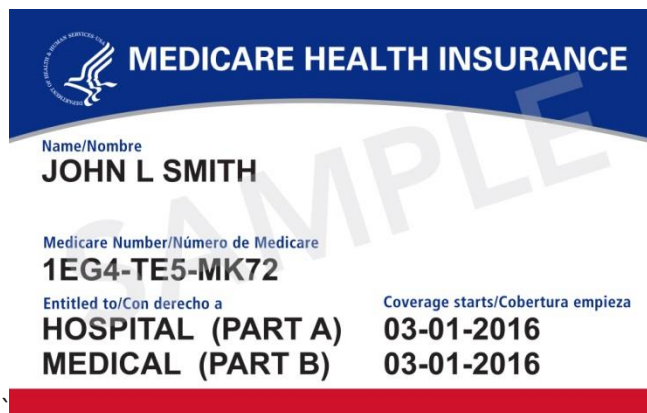 MEDICARE HEALTH INSURANCE
SAMPLE
Name/Nombre
JOHN L SMITH
Medicare Number/Número de Medicare
1EG4-TE5-MK72
Entitled to/Con derecho a Coverage starts/Cobertura empieza
HOSPITAL (PART A) 03-01-2016
MEDICAL (PART B) 03-01-2016
`